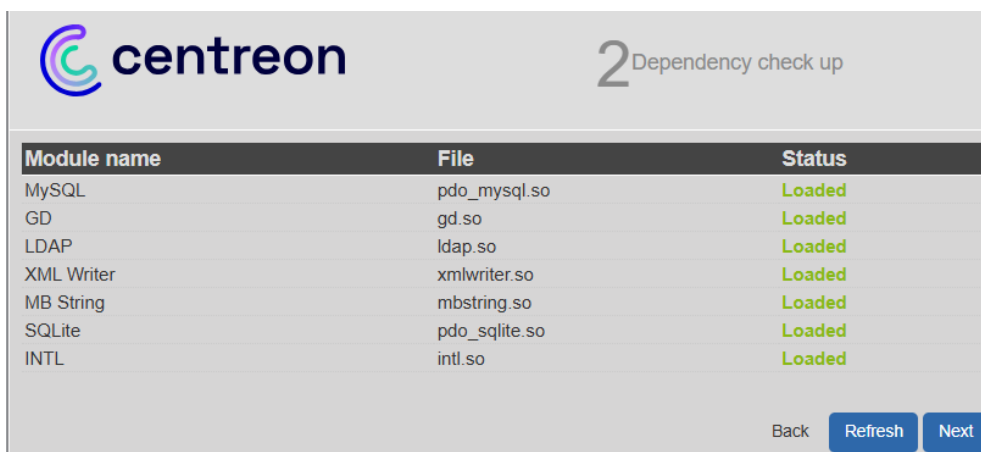 centreon
2 Dependency check up
Module name File Status
MySQL pdo_mysql.so Loaded
GD gd.so Loaded
LDAP ldap.so Loaded
XML Writer xmlwriter.so Loaded
MB String mbstring.so Loaded
SQLite pdo_sqlite.so Loaded
INTL intl.so Loaded
Back Refresh Next